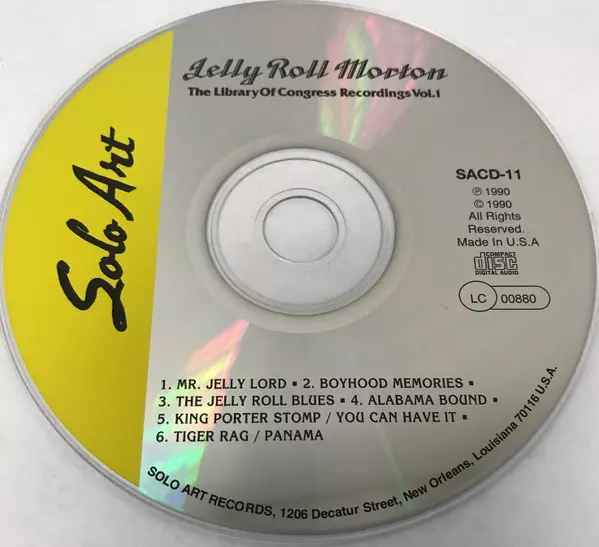 Jelly Roll Morton
The Library Of Congress Recordings Vol.1
Solo Art
SACD-11
℗ 1990
© 1990
All Rights
Reserved.
Made In U.S.A
COMPACT
disc
DIGITAL AUDIO
LC 00880
1. MR. JELLY LORD ▪ 2. BOYHOOD MEMORIES ▪
3. THE JELLY ROLL BLUES ▪ 4. ALABAMA BOUND ▪
5. KING PORTER STOMP / YOU CAN HAVE IT ▪
6. TIGER RAG / PANAMA
SOLO ART RECORDS, 1206 Decatur Street, New Orleans, Louisiana 70116 U.S.A.